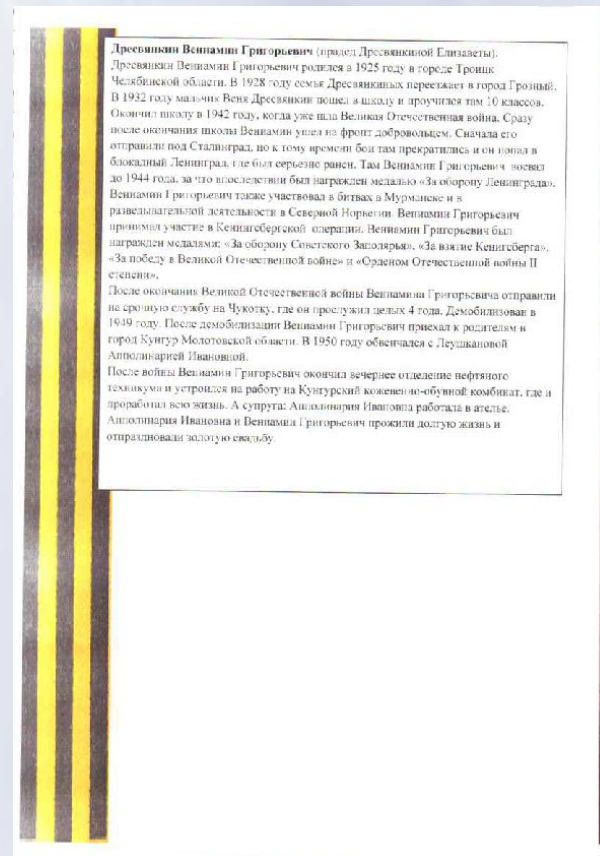 Дресвянкин Вениамин Григорьевич (прадед Дресвянкиной Елизаветы).
Дресвянкин Вениамин Григорьевич родился в 1925 году в городе Троицк
Челябинской области. В 1928 году семья Дресвянкиных переезжает в город Грозный.
В 1932 году мальчик Веня Дресвянкин пошел в школу и проучился там 10 классов.
Окончил школу в 1942 году, когда уже шла Великая Отечественная война. Сразу
после окончания школы Вениамин ушел на фронт добровольцем. Сначала его
отправили под Сталинград, но к тому времени бои там прекратились и он попал в
блокадный Ленинград, где был серьезно ранен. Там Вениамин Григорьевич воевал
до 1944 года, за что впоследствии был награжден медалью «За оборону Ленинграда».
Вениамин Григорьевич также участвовал в битвах в Мурманске и в
разведывательной деятельности в Северной Норвегии. Вениамин Григорьевич
принимал участие в Кенингсбергской операции. Вениамин Григорьевич был
награжден медалями: «За оборону Советского Заполярья», «За взятие Кенигсберга»,
«За победу в Великой Отечественной войне» и «Орденом Отечественной войны II
степени».
После окончания Великой Отечественной войны Вениамина Григорьевича отправили
на срочную службу на Чукотку, где он прослужил целых 4 года. Демобилизован в
1949 году. После демобилизации Вениамин Григорьевич приехал к родителям в
город Кунгур Молотовской области. В 1950 году обвенчался с Леушкановой
Апполинарией Ивановной.
После войны Вениамин Григорьевич окончил вечернее отделение нефтяного
техникума и устроился на работу на Кунгурский кожевенно-обувной комбинат, где и
проработал всю жизнь. А супруга: Апполинария Ивановна работала в ателье.
Апполинария Ивановна и Вениамин Григорьевич прожили долгую жизнь и
отпраздновали золотую свадьбу.